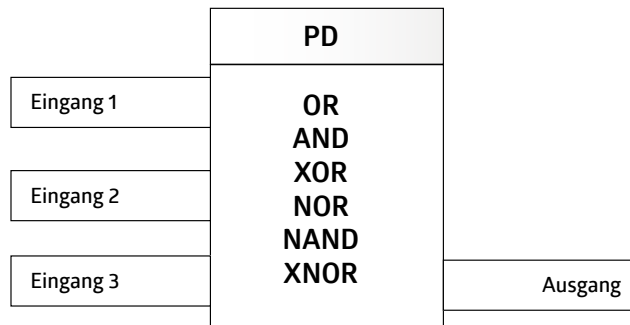 PD
Eingang 1
OR
AND
XOR
Eingang 2
NOR
NAND
Eingang 3
XNOR
Ausgang